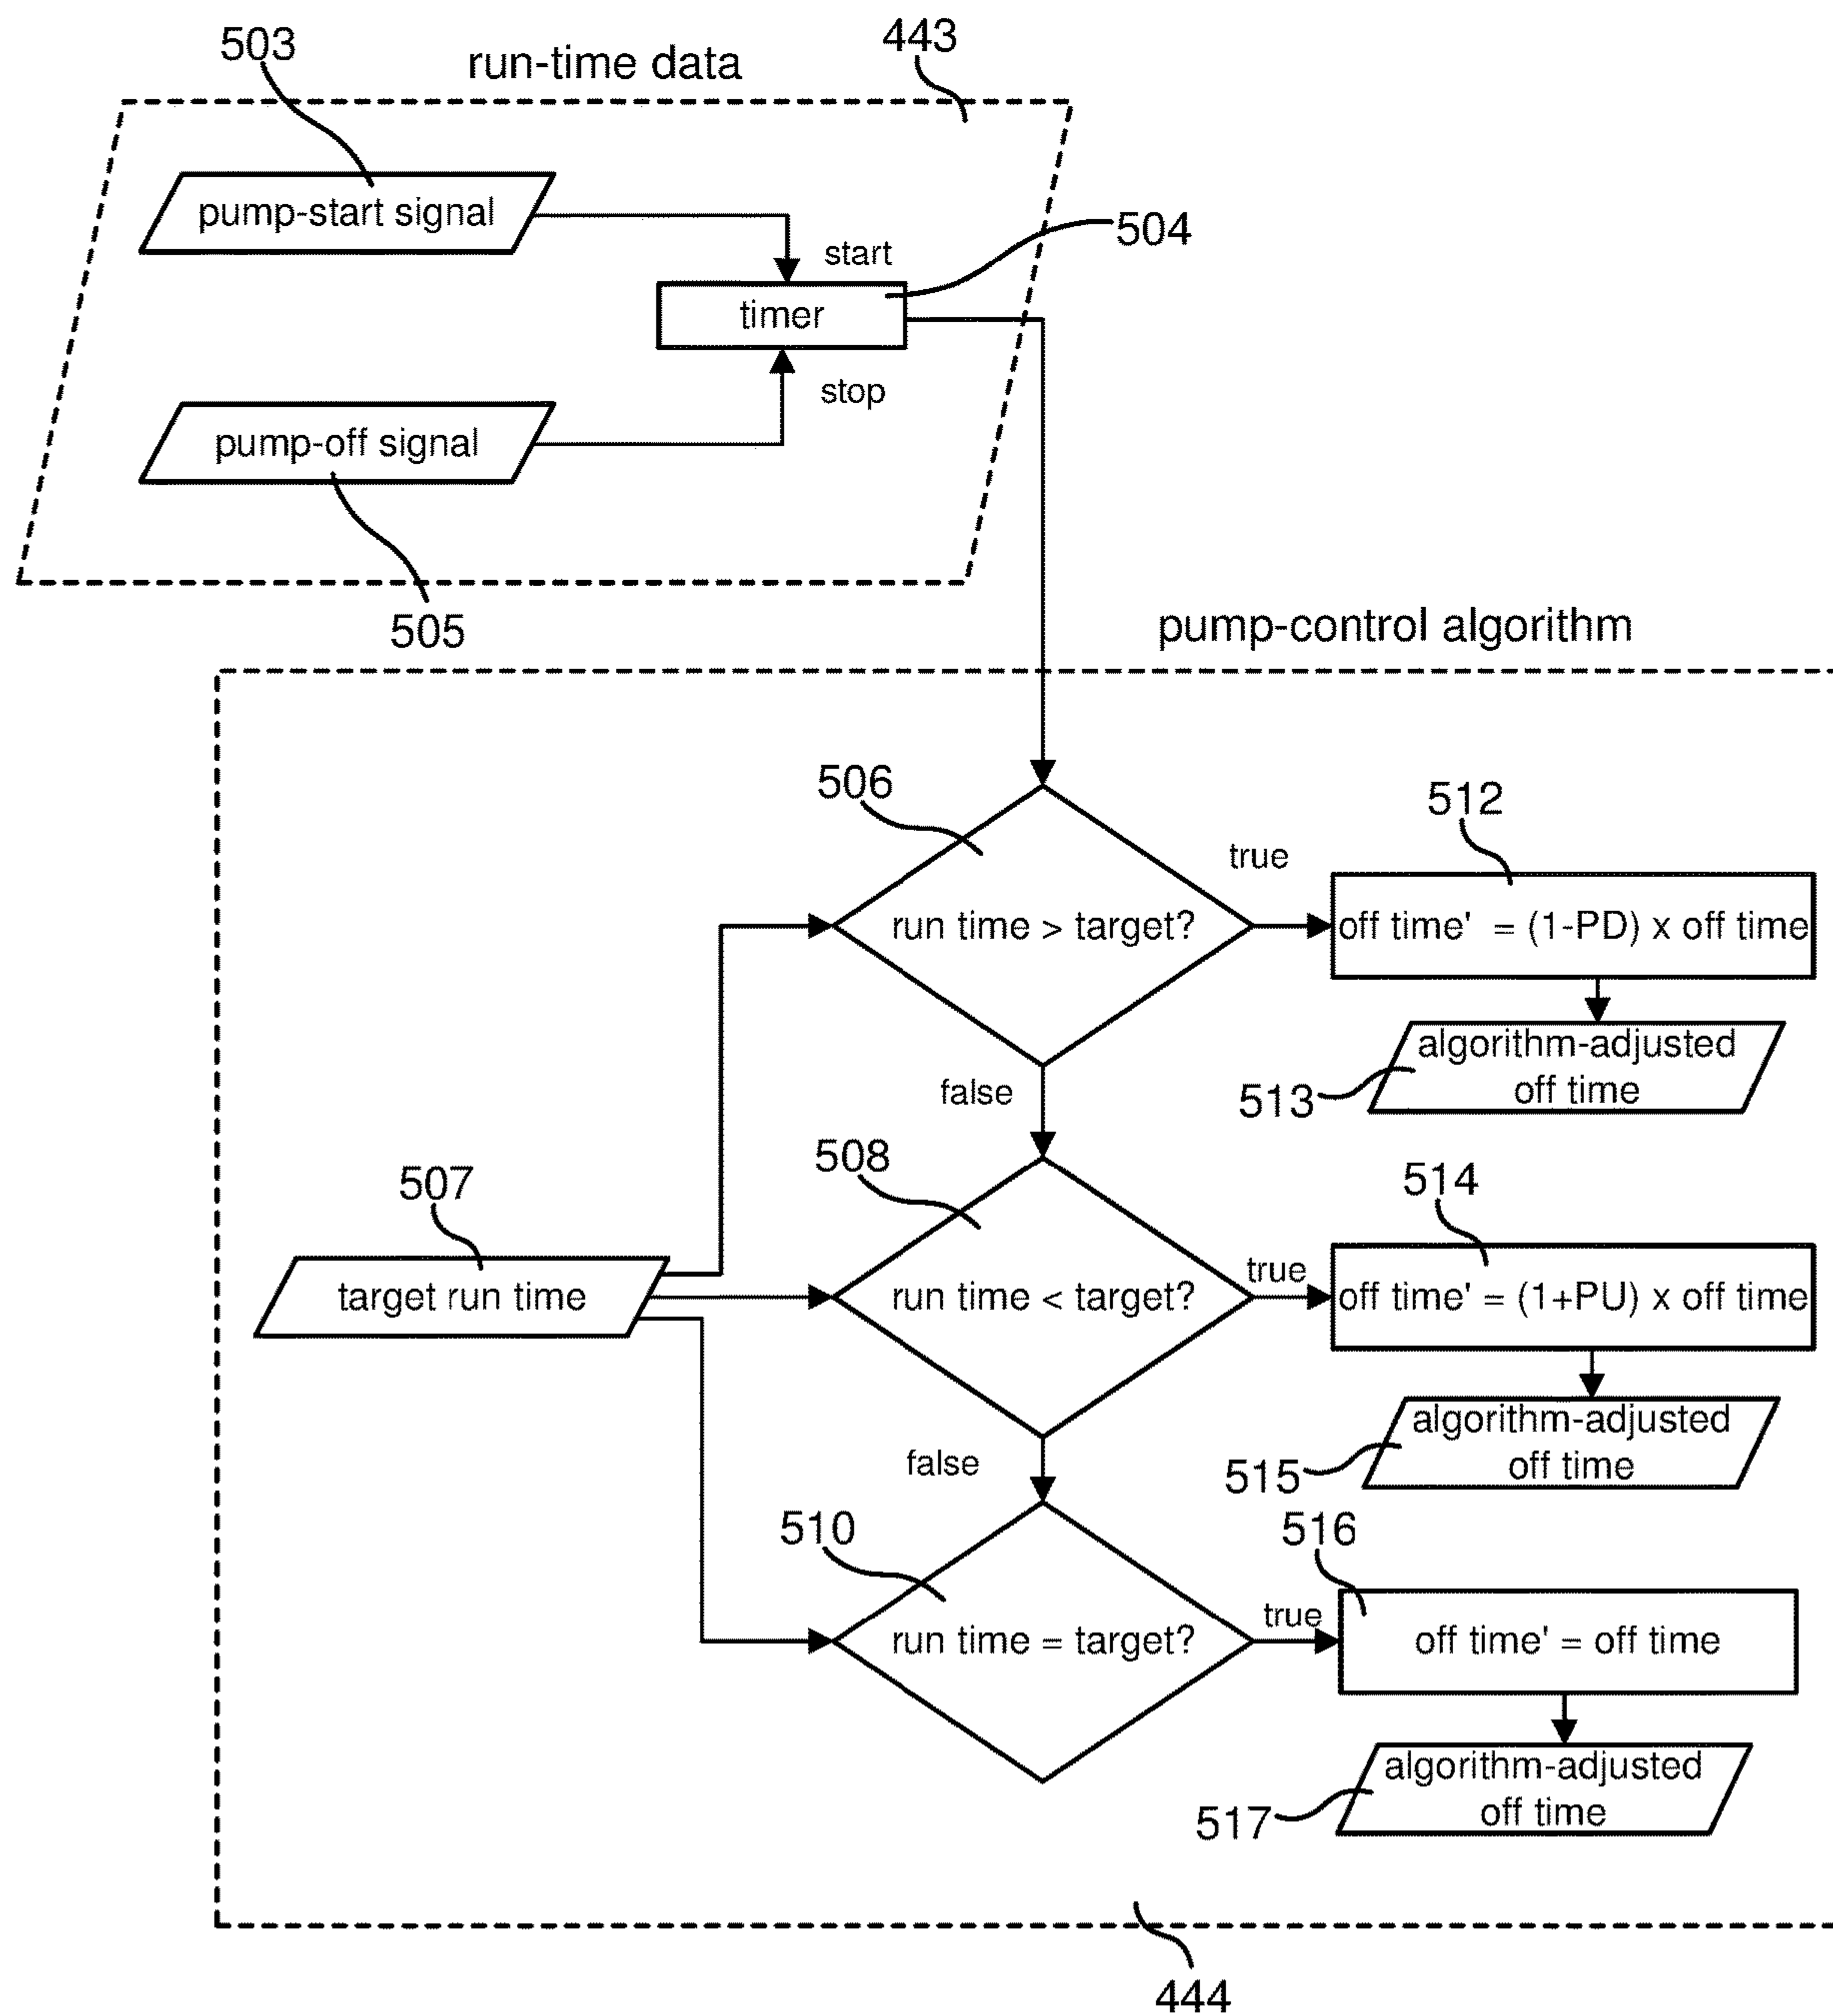 503
443
run-time data
pump-start signal
504
start
timer
stop
pump-off signal
505
pump-control algorithm
506
512
true
run time > target?
off time' = (1-PD) x off time
algorithm-adjusted
off time
513
false
508
514
507
true
target run time
run time < target?
off time' = (1+PU) x off time
algorithm-adjusted
off time
515
false
510
516
true
run time = target?
off time' = off time
algorithm-adjusted
off time
517
444